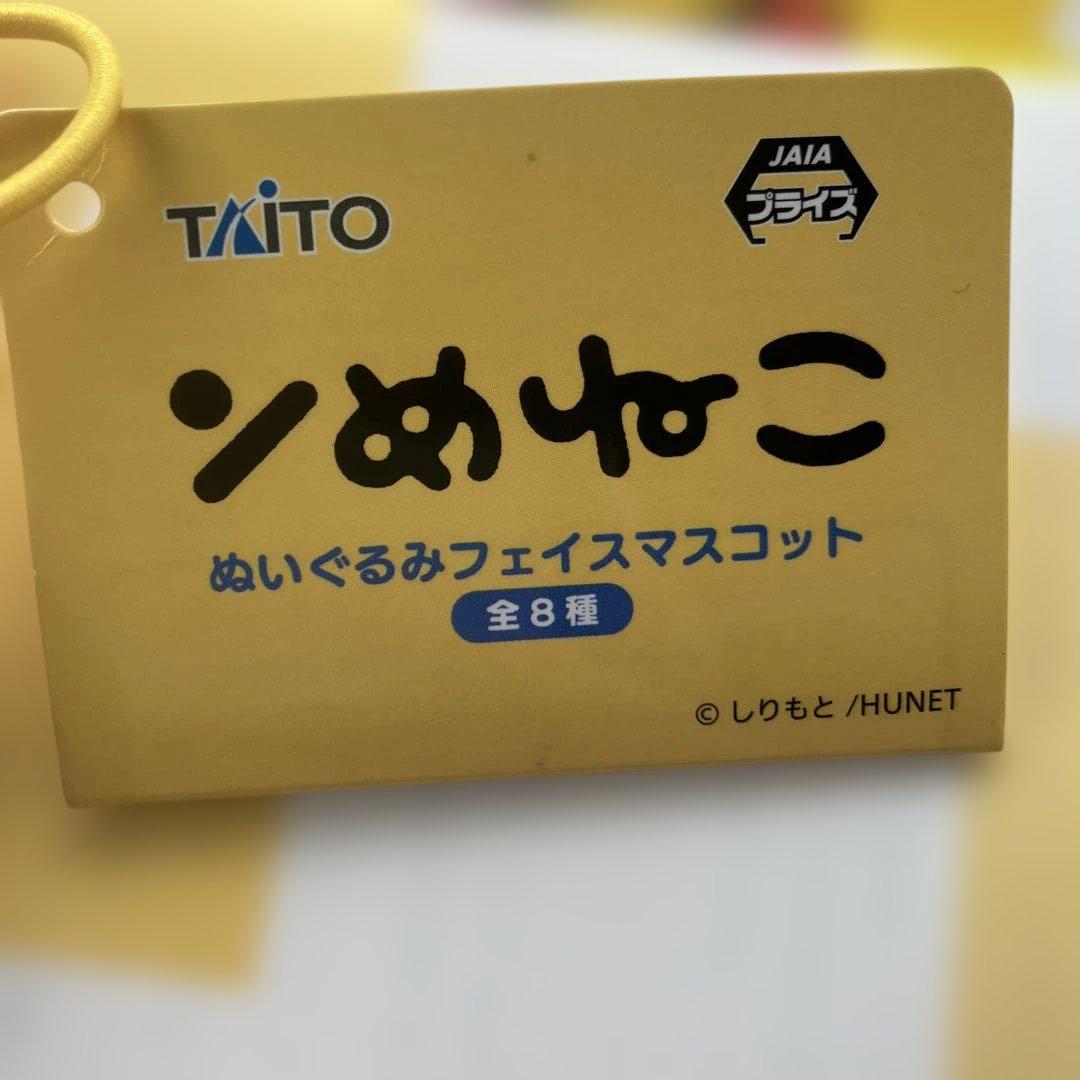 TAITO
JAIA
プライズ
ンめねこ
ぬいぐるみフェイスマスコット
全8種
© しりもと /HUNET